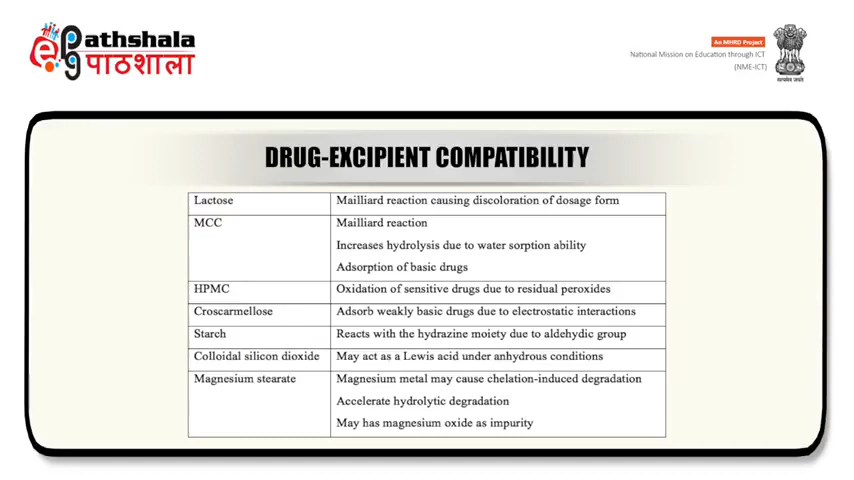 Pathshala
पाठशाला
An MHRD Project
National Mission on Education through ICT
(NME-ICT)
DRUG-EXCIPIENT COMPATIBILITY
Lactose Mailliard reaction causing discoloration of dosage form
MCC Mailliard reaction
Increases hydrolysis due to water sorption ability
Adsorption of basic drugs
HPMC Oxidation of sensitive drugs due to residual peroxides
Croscarmellose Adsorb weakly basic drugs due to electrostatic interactions
Starch Reacts with the hydrazine moiety due to aldehydic group
Colloidal silicon dioxide May act as a Lewis acid under anhydrous conditions
Magnesium stearate Magnesium metal may cause chelation-induced degradation
Accelerate hydrolytic degradation
May has magnesium oxide as impurity